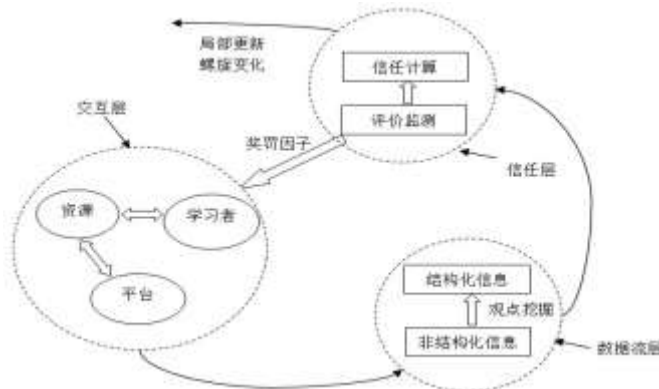 局部更新
螺旋变化
信任计算
评价监测
交互层
奖罚因子
信任层
资源
学习者
平台
结构化信息
观点挖掘
非结构化信息
数据流层